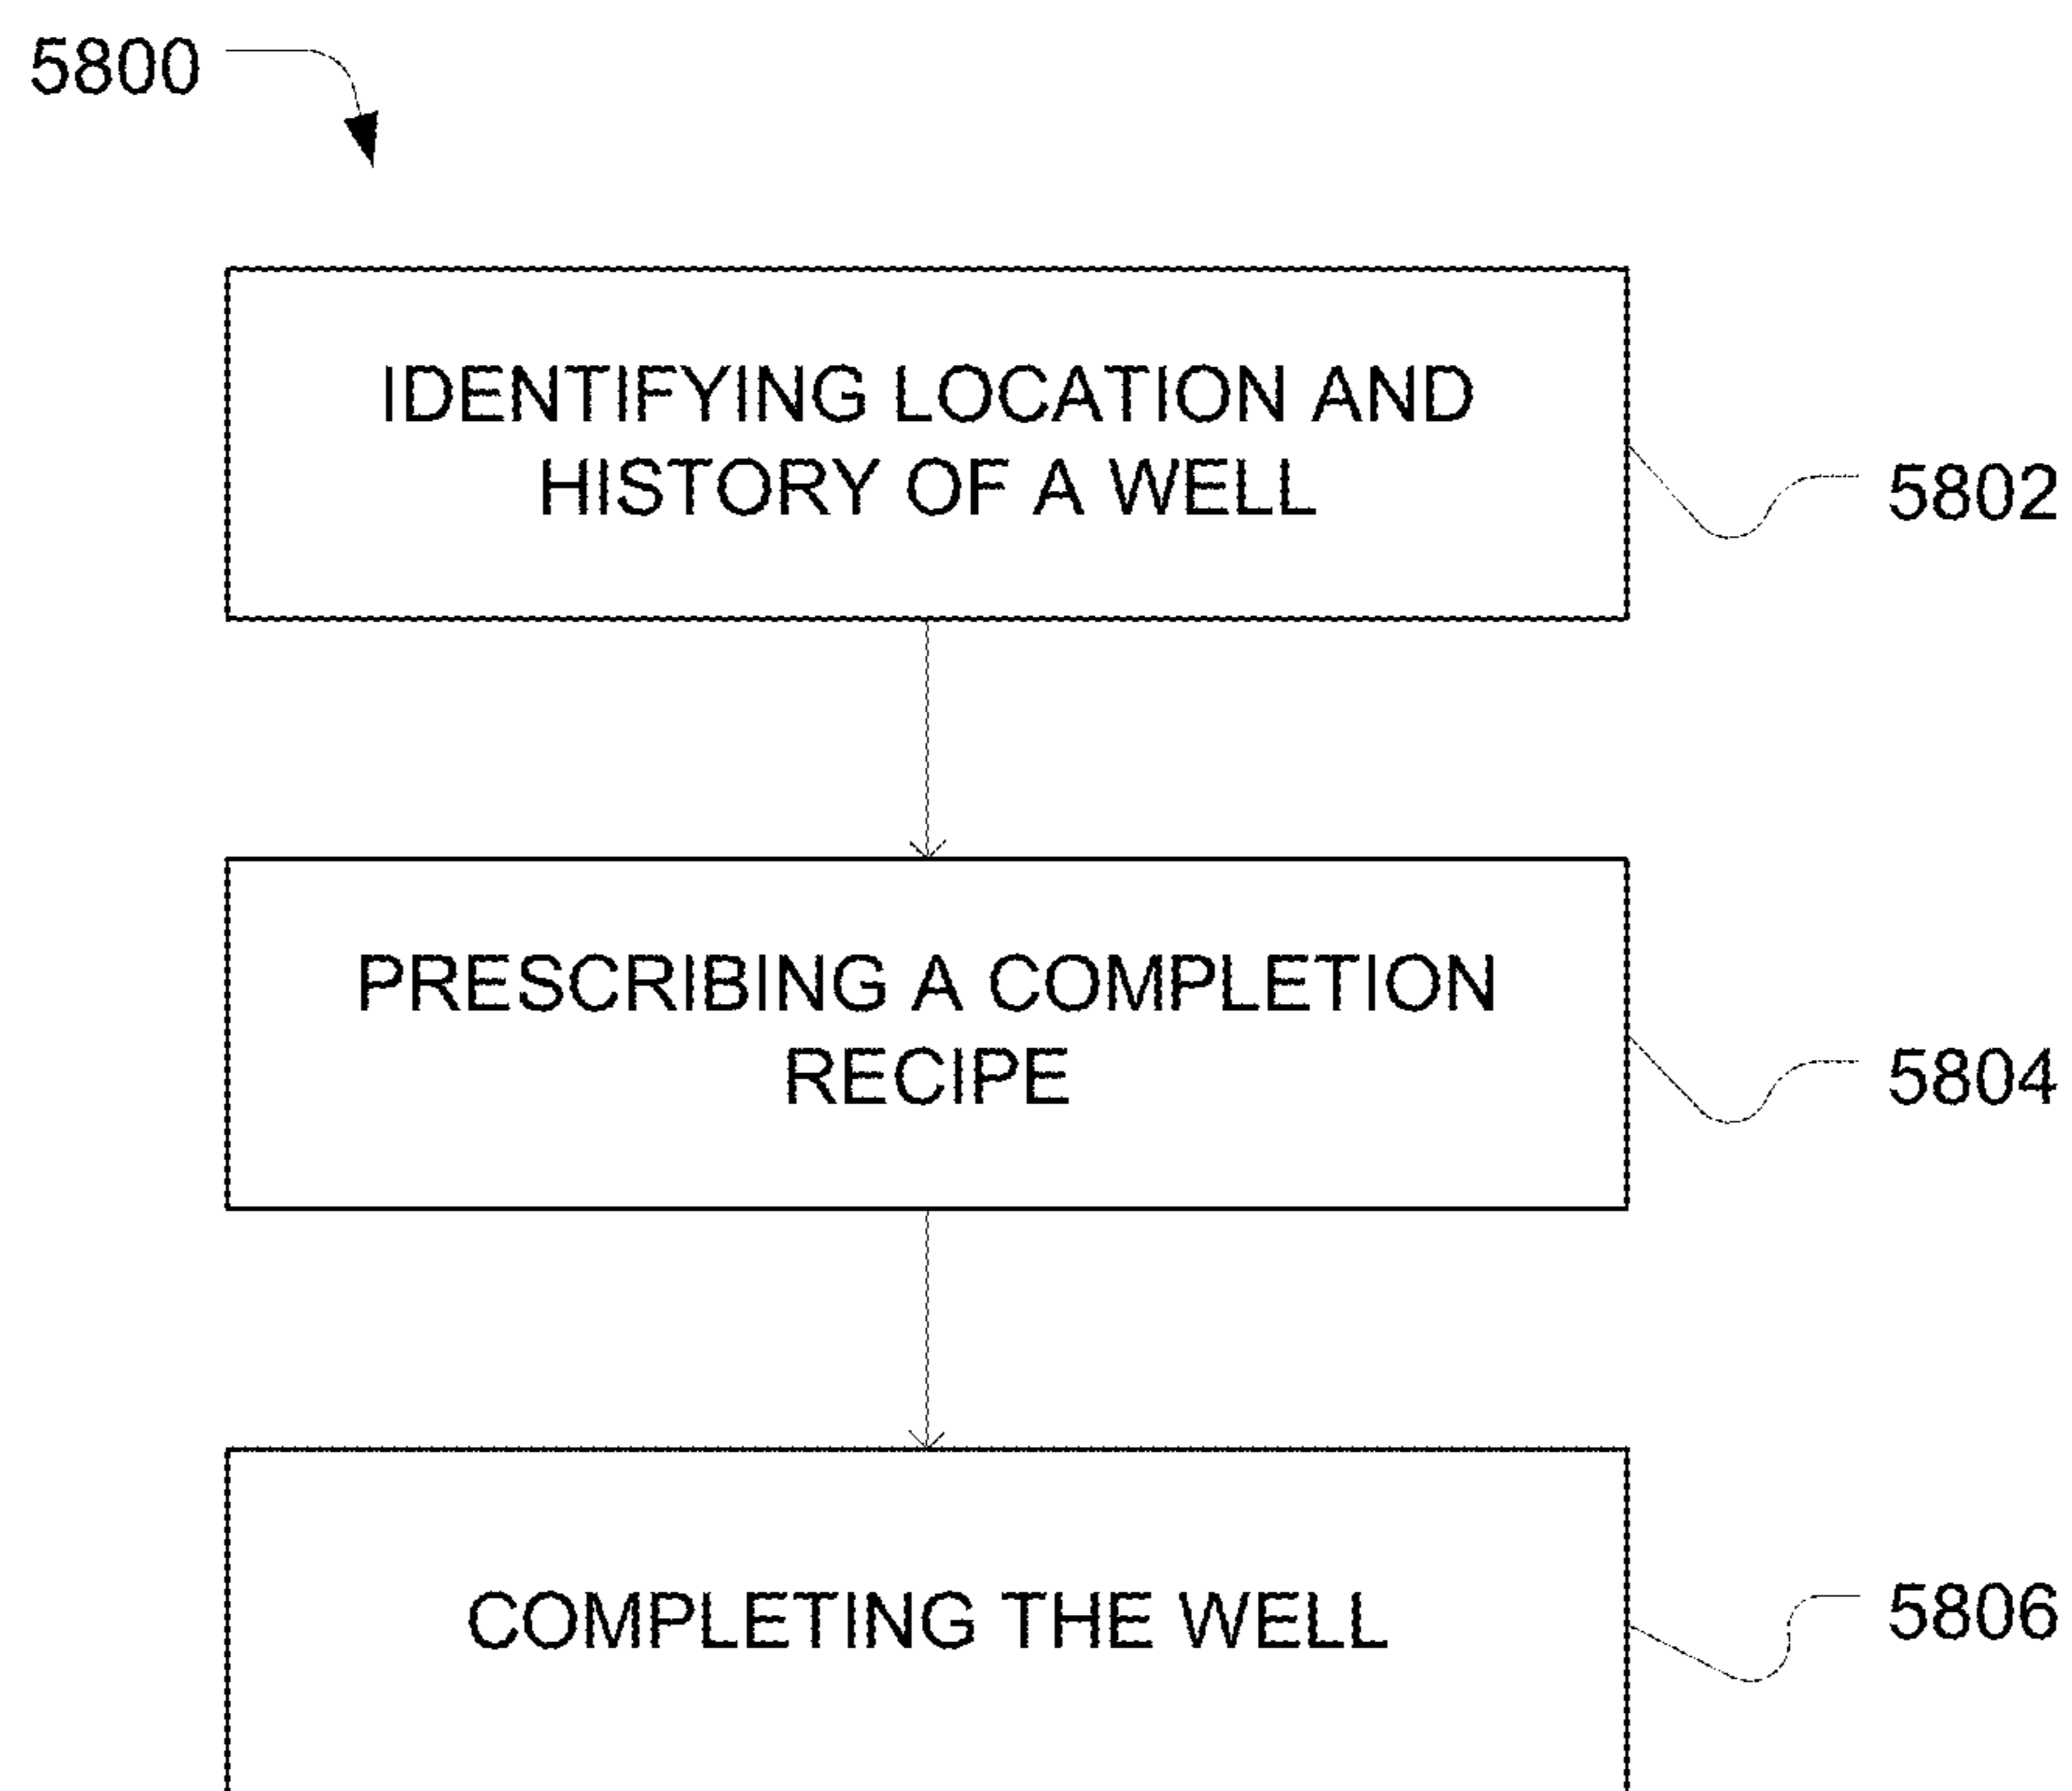 5800
IDENTIFYING LOCATION AND
HISTORY OF A WELL
5802
PRESCRIBING A COMPLETION
RECIPE
5804
COMPLETING THE WELL
5806